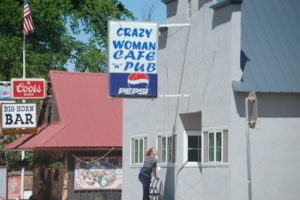 CRAZY
WOMAN
CAFE
"N" PUB
PEPSI
Coors
BIG HORN
BAR